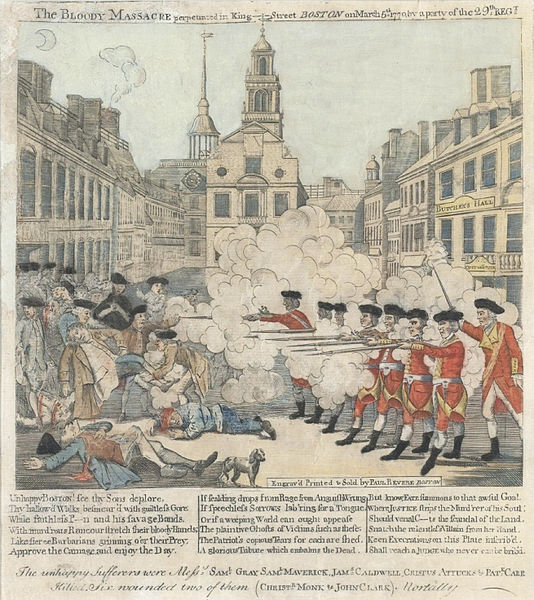 The BLOODY MASSACRE perpetrated in King Street BOSTON on March 5th 1770 by a party of the 29th REGT.
BUTCHER'S HALL
CUSTOM HOUSE
Engrav'd Printed & Sold by PAUL REVERE BOSTON
Unhappy BOSTON! see thy Sons deplore,
Thy hallow'd Walks besmear'd with guiltless Gore:
While faithless P—n and his savage Bands,
With murd'rous Rancour stretch their bloody Hands;
Like fierce Barbarians grinning o'er their Prey,
Approve the Carnage, and enjoy the Day.
If scalding drops from Rage from Anguish Wrung
If speechless Sorrows lab'ring for a Tongue,
Or if a weeping World can ought appease
The plaintive Ghosts of Victims such as these;
The Patriot's copious Tears for each are shed,
A glorious Tribute which embalms the Dead.
But know, FATE summons to that awful Goal,
Where JUSTICE strips the Murd'rer of his Soul:
Should venal C—ts the scandal of the Land,
Snatch the relentless Villain from her Hand,
Keen Execrations on this Plate inscrib'd,
Shall reach a JUDGE who never can be brib'd.
The unhappy Sufferers were Messs. SAML. GRAY, SAML. MAVERICK, JAMS. CALDWELL, CRISPUS ATTUCKS & PATK. CARR
Killed. Six wounded; two of them (CHRISTR. MONK & JOHN CLARK) Mortally